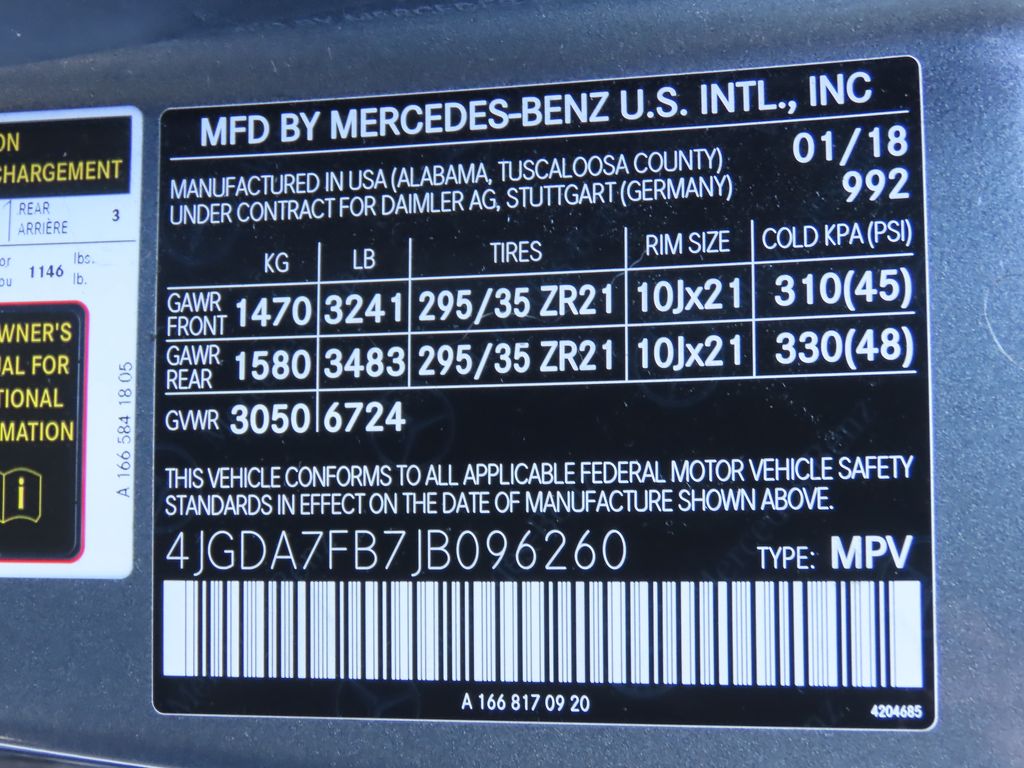 ON
CHARGEMENT
REAR 3
ARRIÈRE
or 1146 lbs.
ou lb.
OWNER'S
UAL FOR
TIONAL
MATION
i
A 166 584 18 05
MFD BY MERCEDES-BENZ U.S. INTL., INC
01/18
MANUFACTURED IN USA (ALABAMA, TUSCALOOSA COUNTY)
992
UNDER CONTRACT FOR DAIMLER AG, STUTTGART (GERMANY)
KG LB TIRES RIM SIZE COLD KPA (PSI)
GAWR FRONT 1470 3241 295/35 ZR21 10Jx21 310(45)
GAWR REAR 1580 3483 295/35 ZR21 10Jx21 330(48)
GVWR 3050 6724
THIS VEHICLE CONFORMS TO ALL APPLICABLE FEDERAL MOTOR VEHICLE SAFETY
STANDARDS IN EFFECT ON THE DATE OF MANUFACTURE SHOWN ABOVE.
4JGDA7FB7JB096260 TYPE: MPV
A 166 817 09 20
4204685